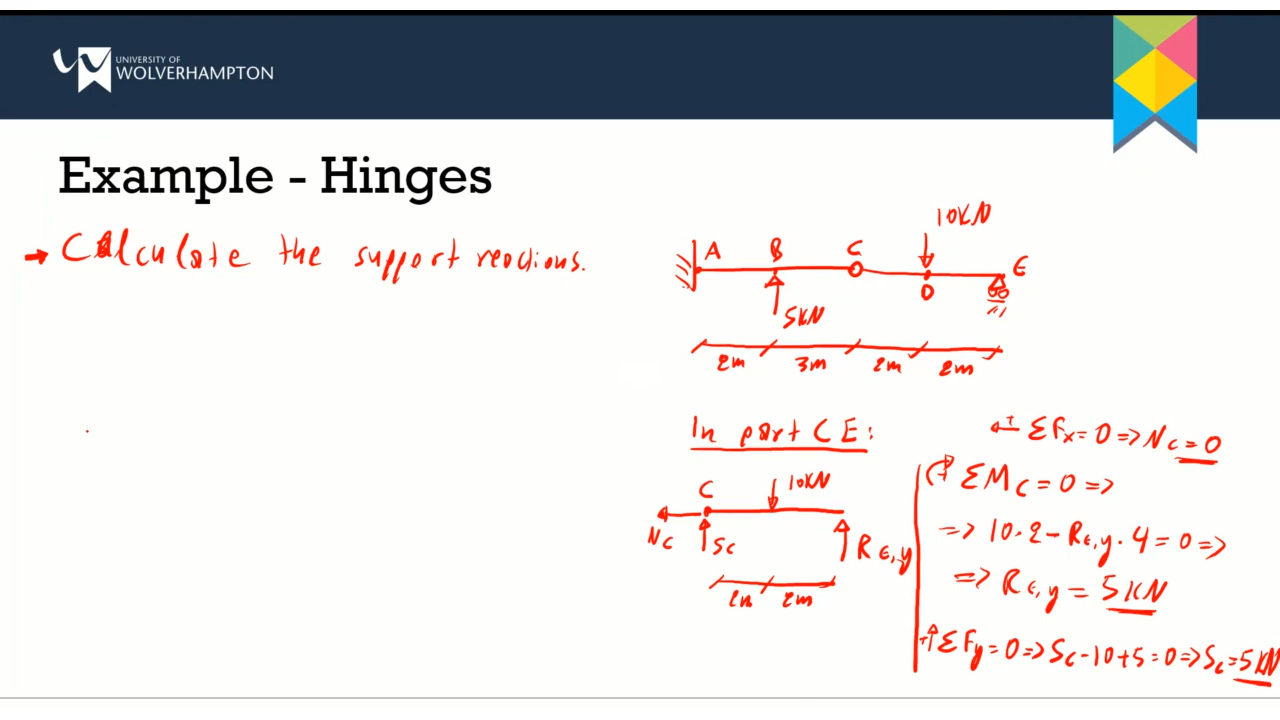 UNIVERSITY OF
WOLVERHAMPTON
Example - Hinges
→ Calculate the support reactions.
10KN
A B C E
D
5KN
2m 3m 2m 2m
In part CE:
←+ ΣFx=0 => Nc=0
C 10KN
Nc Sc RE,y
2m 2m
+ ΣMC=0 =>
=> 10·2-RE,y·4=0 =>
=> RE,y=5KN
+↑ ΣFy=0 => Sc-10+5=0 => Sc=5KN